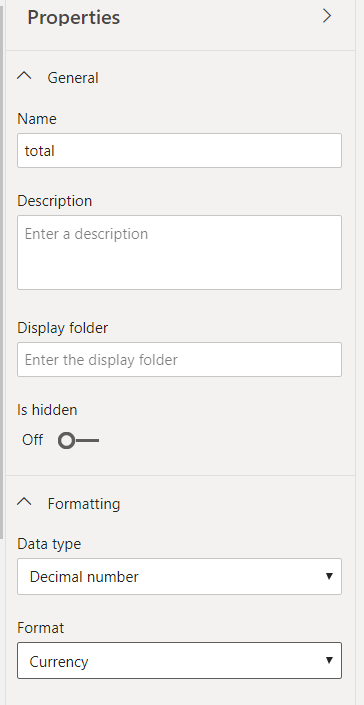 Properties
General
Name
total
Description
Enter a description
Display folder
Enter the display folder
Is hidden
Off
Formatting
Data type
Decimal number
Format
Currency